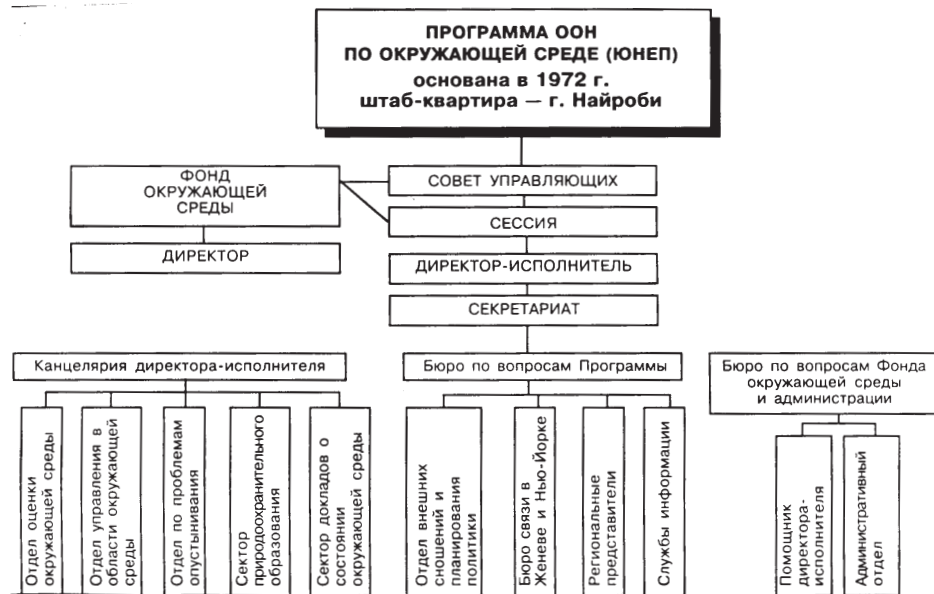 ПРОГРАММА ООН
ПО ОКРУЖАЮЩЕЙ СРЕДЕ (ЮНЕП)
основана в 1972 г.
штаб-квартира — г. Найроби
ФОНД
ОКРУЖАЮЩЕЙ
СРЕДЫ
СОВЕТ УПРАВЛЯЮЩИХ
СЕССИЯ
ДИРЕКТОР
ДИРЕКТОР-ИСПОЛНИТЕЛЬ
СЕКРЕТАРИАТ
Канцелярия директора-исполнителя
Бюро по вопросам Программы
Бюро по вопросам Фонда
окружающей среды
и администрации
Отдел оценки
окружающей среды
Отдел управления в
области окружающей
среды
Отдел по проблемам
опустынивания
Сектор
природоохранительного
образования
Сектор докладов о
состоянии
окружающей среды
Отдел внешних
сношений и
планирования
политики
Бюро связи в
Женеве и Нью-Йорке
Региональные
представители
Службы информации
Помощник
директора-
исполнителя
Административный
отдел